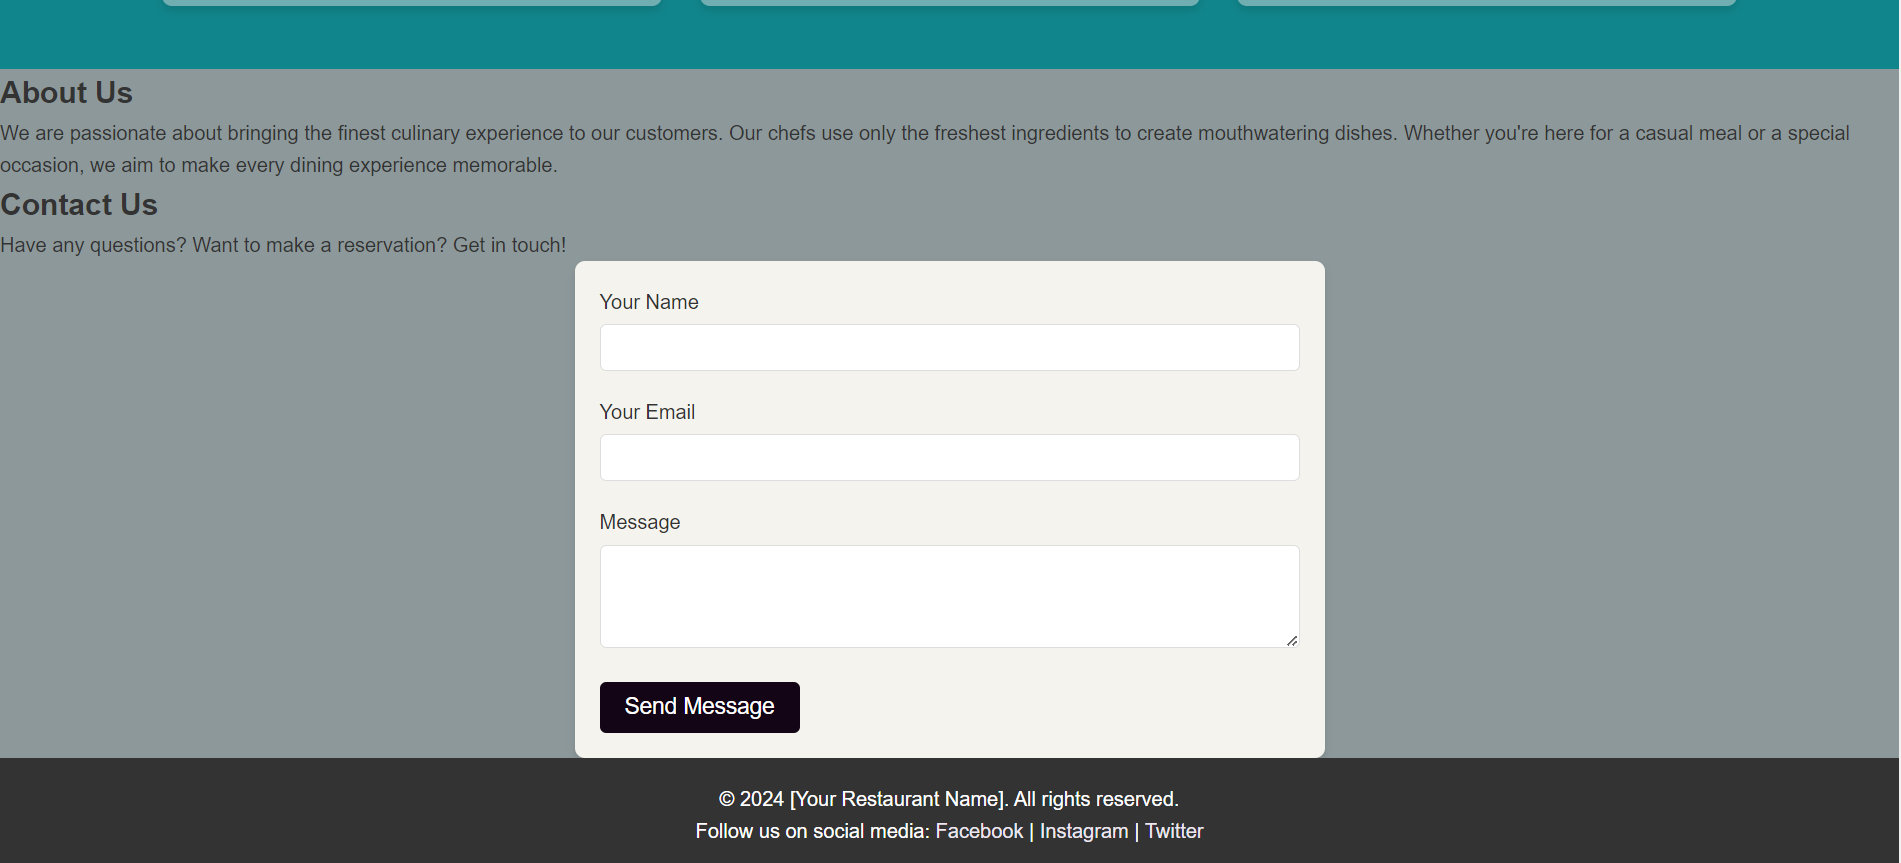 About Us
We are passionate about bringing the finest culinary experience to our customers. Our chefs use only the freshest ingredients to create mouthwatering dishes. Whether you're here for a casual meal or a special
occasion, we aim to make every dining experience memorable.
Contact Us
Have any questions? Want to make a reservation? Get in touch!
Your Name
Your Email
Message
Send Message
© 2024 [Your Restaurant Name]. All rights reserved.
Follow us on social media: Facebook | Instagram | Twitter